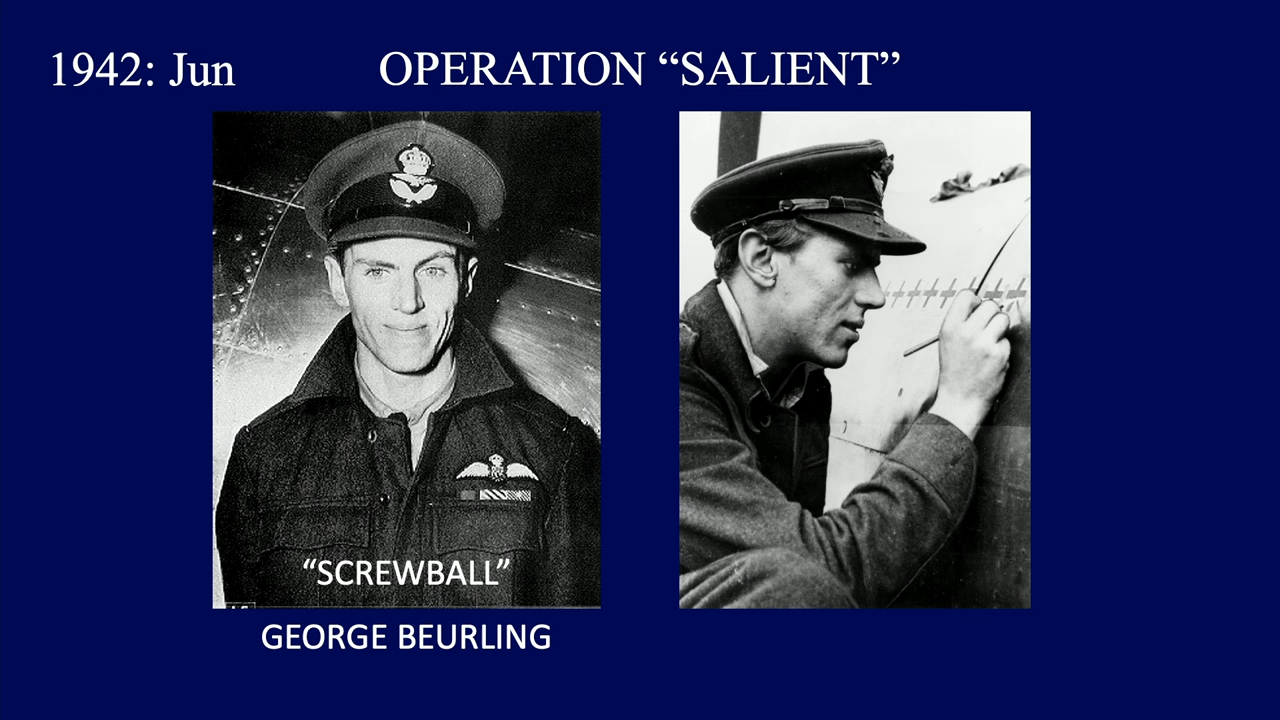 1942: Jun
OPERATION “SALIENT”
“SCREWBALL”
GEORGE BEURLING